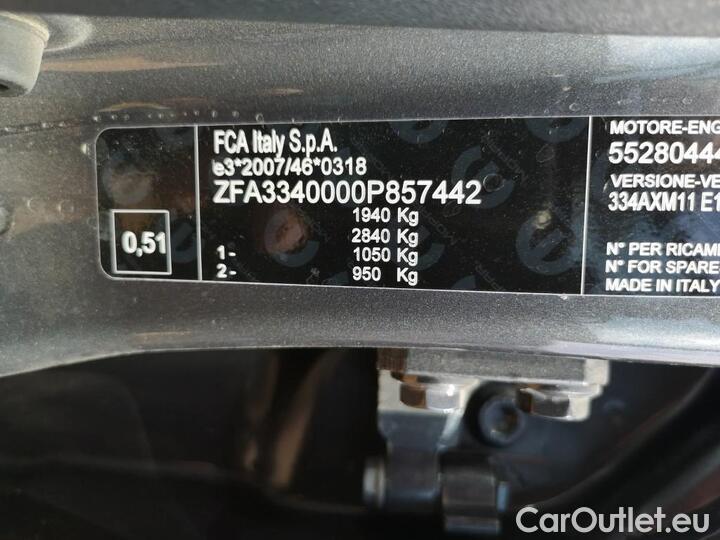 FCA Italy S.p.A.
e3*2007/46*0318
ZFA3340000P857442
1940 Kg
2840 Kg
1- 1050 Kg
2- 950 Kg
0,51
MOTORE-ENG
55280444
VERSIONE-VE
334AXM11 E1
N° PER RICAM
N° FOR SPARE
MADE IN ITALY
CarOutlet.eu